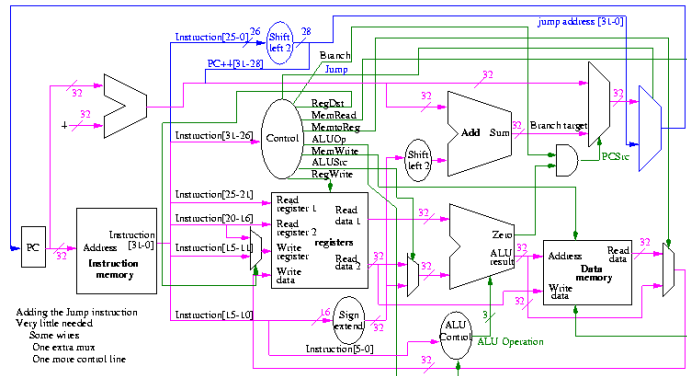 Instruction[25-0]
26
Shift
left 2
28
jump address [31-0]
PC++[31-28]
Branch
Jump
32
32
32
4
32
RegDst
MemRead
MemtoReg
ALUOp
MemWrite
ALUSrc
RegWrite
Instruction[31-26]
Control
Add
Sum
32
Branch target
32
32
Shift
left 2
PCSrc
Instruction[25-21]
Read
register 1
Read
data 1
Instruction[20-16]
Read
register 2
registers
Instruction[15-11]
Write
register
Read
data 2
Write
data
32
32
32
Zero
ALU
result
32
32
PC
32
Address
Instruction
[31-0]
Instruction
memory
Address
Read
data
32
Data
memory
Write
data
Instruction[15-10]
16
Sign
extend
32
Instruction[5-0]
ALU
Control
3
ALU Operation
32
Adding the Jump instruction
Very little needed
Some wires
One extra mux
One more control line